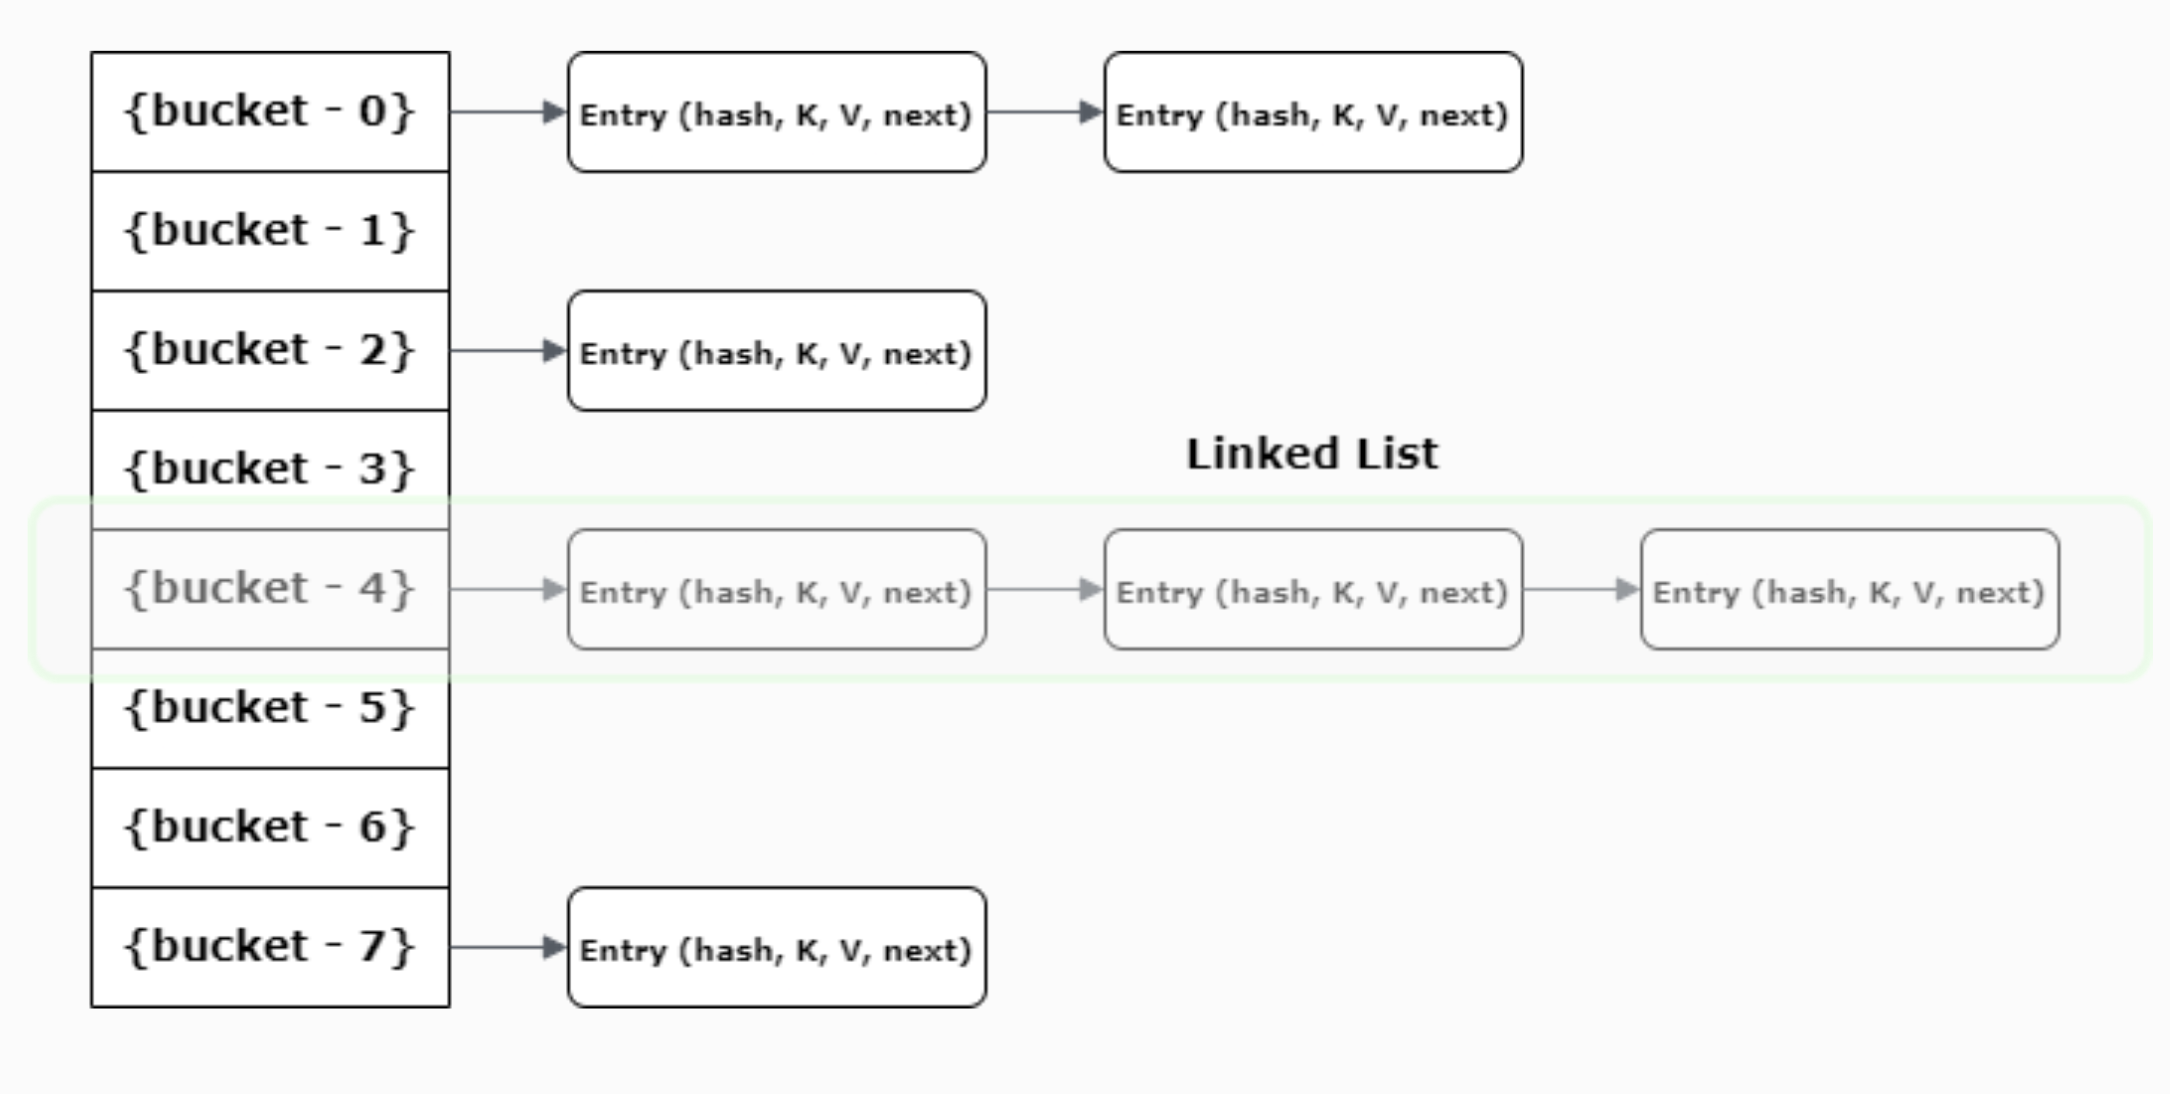 {bucket - 0}
Entry (hash, K, V, next)
Entry (hash, K, V, next)
{bucket - 1}
{bucket - 2}
Entry (hash, K, V, next)
{bucket - 3}
Linked List
{bucket - 4}
Entry (hash, K, V, next)
Entry (hash, K, V, next)
Entry (hash, K, V, next)
{bucket - 5}
{bucket - 6}
{bucket - 7}
Entry (hash, K, V, next)